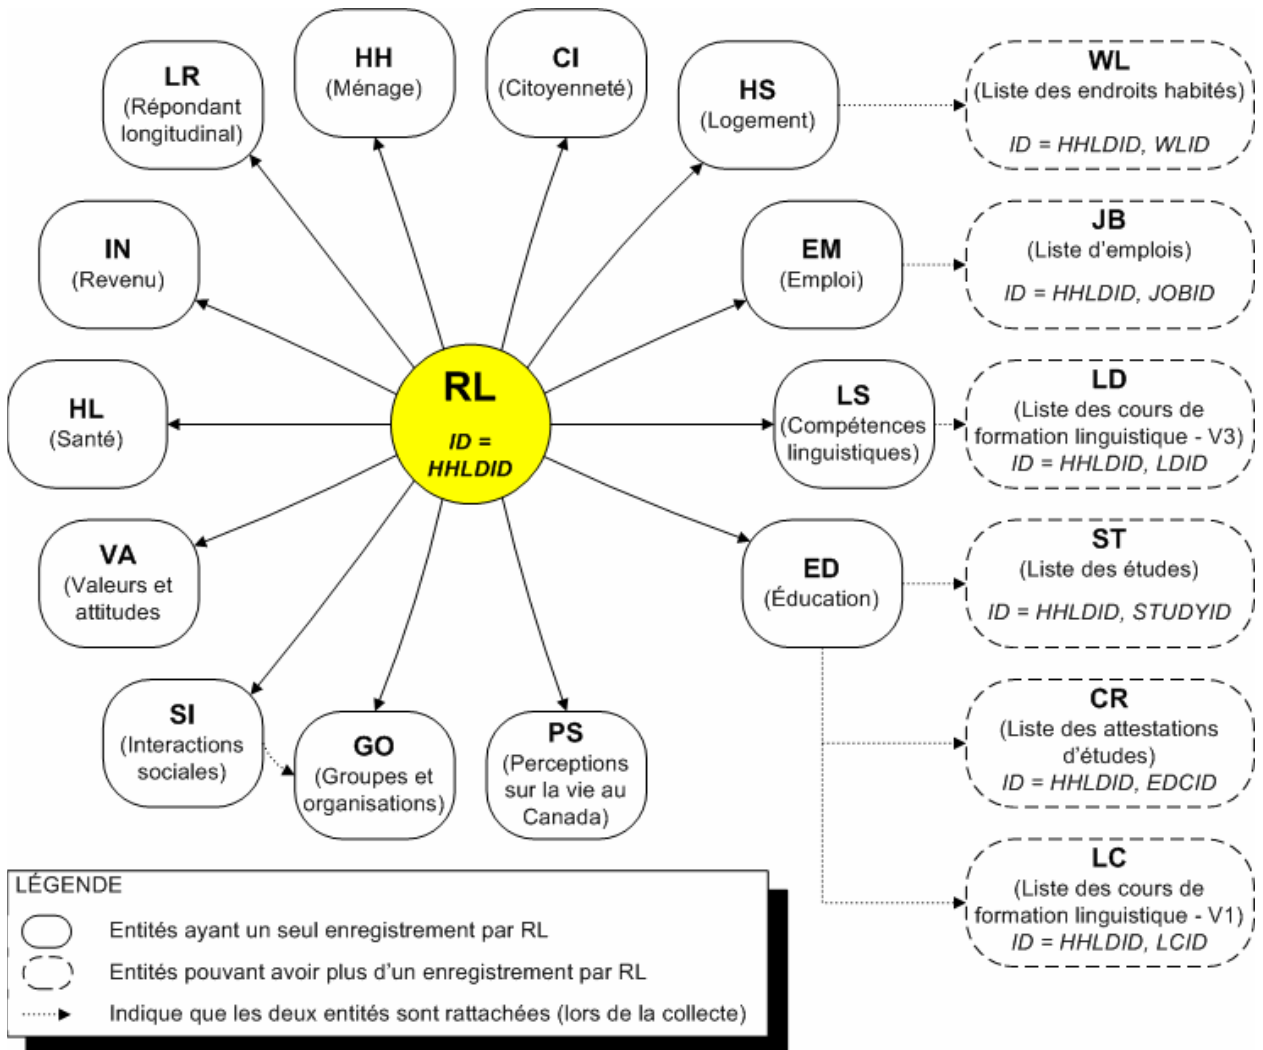 HH
(Ménage)
CI
(Citoyenneté)
LR
(Répondant
longitudinal)
HS
(Logement)
WL
(Liste des endroits habités)
ID = HHLDID, WLID
IN
(Revenu)
EM
(Emploi)
JB
(Liste d'emplois)
ID = HHLDID, JOBID
RL
ID =
HHLDID
HL
(Santé)
LS
(Compétences
linguistiques)
LD
(Liste des cours de
formation linguistique - V3)
ID = HHLDID, LDID
VA
(Valeurs et
attitudes
ED
(Éducation)
ST
(Liste des études)
ID = HHLDID, STUDYID
SI
(Interactions
sociales)
GO
(Groupes et
organisations)
PS
(Perceptions
sur la vie au
Canada)
CR
(Liste des attestations
d'études)
ID = HHLDID, EDCID
LC
(Liste des cours de
formation linguistique - V1)
ID = HHLDID, LCID
LÉGENDE
Entités ayant un seul enregistrement par RL
Entités pouvant avoir plus d'un enregistrement par RL
Indique que les deux entités sont rattachées (lors de la collecte)